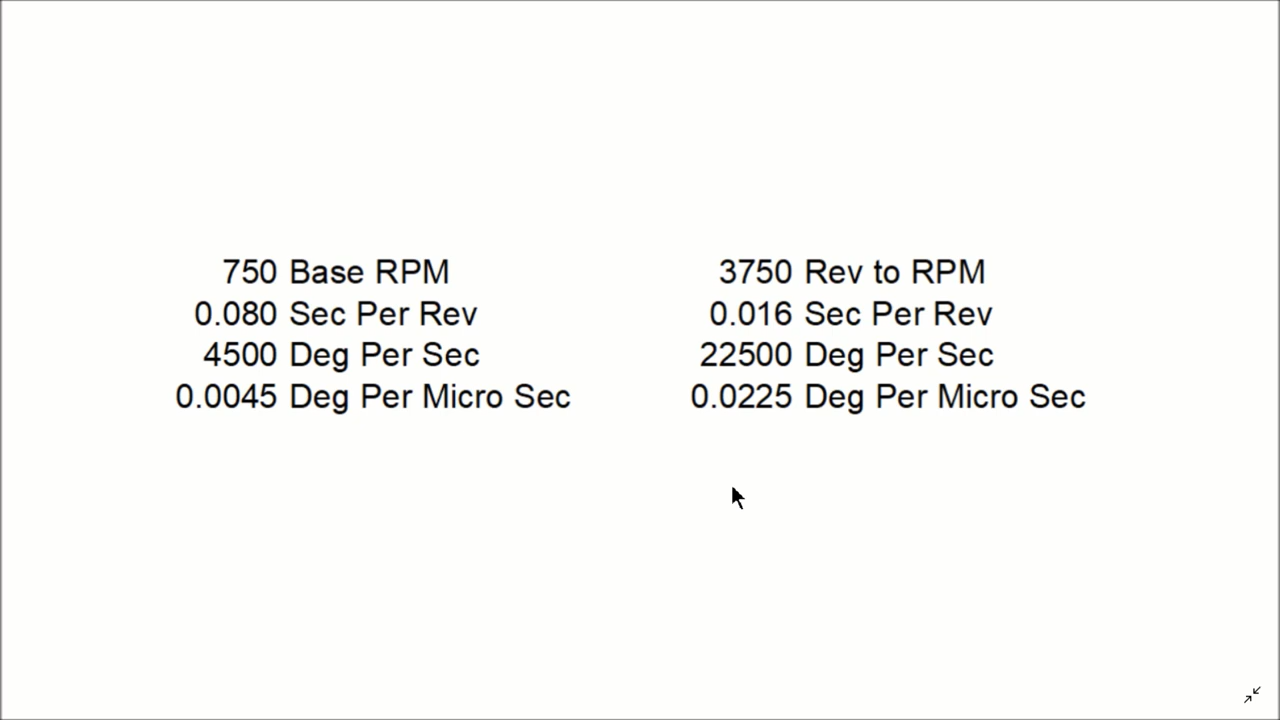 750 Base RPM
0.080 Sec Per Rev
4500 Deg Per Sec
0.0045 Deg Per Micro Sec
3750 Rev to RPM
0.016 Sec Per Rev
22500 Deg Per Sec
0.0225 Deg Per Micro Sec